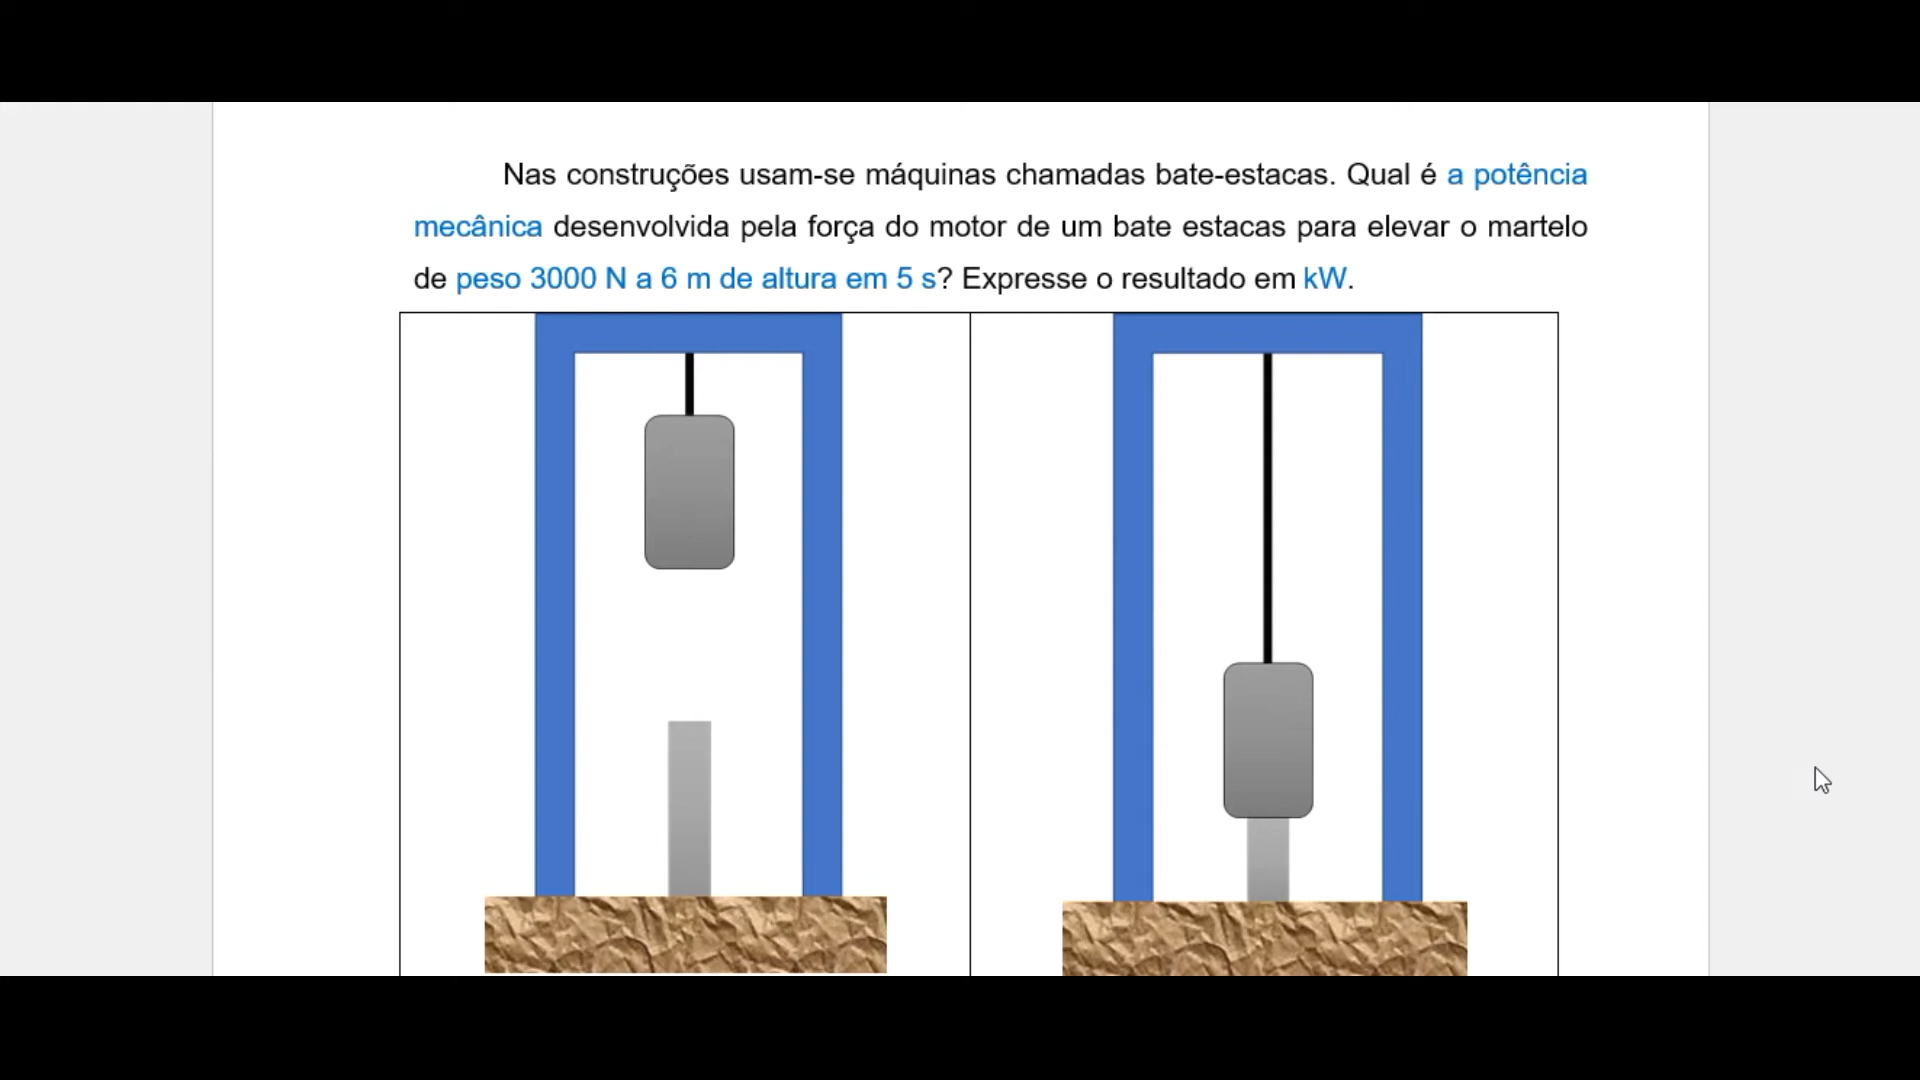 Nas construções usam-se máquinas chamadas bate-estacas. Qual é a potência
mecânica desenvolvida pela força do motor de um bate estacas para elevar o martelo
de peso 3000 N a 6 m de altura em 5 s? Expresse o resultado em kW.